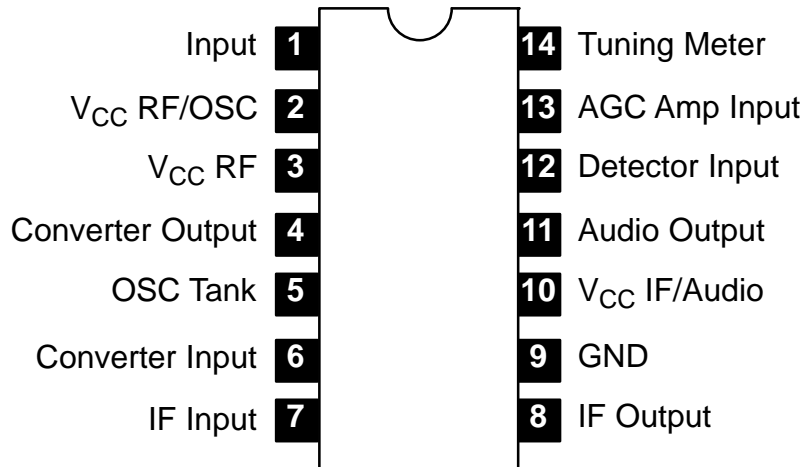 Input 1 14 Tuning Meter
VCC RF/OSC 2 13 AGC Amp Input
VCC RF 3 12 Detector Input
Converter Output 4 11 Audio Output
OSC Tank 5 10 VCC IF/Audio
Converter Input 6 9 GND
IF Input 7 8 IF Output